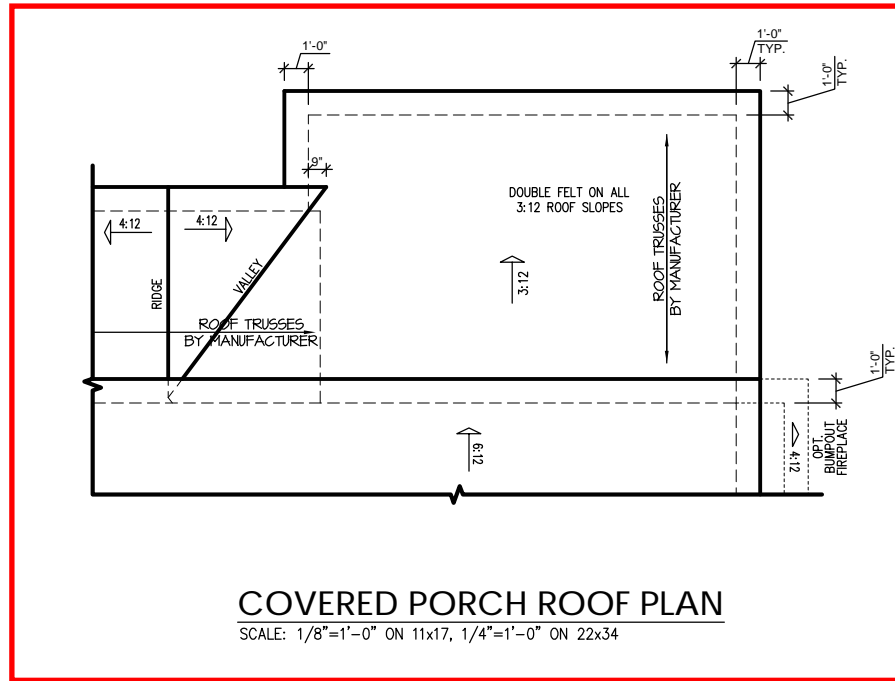 1'-0"
1'-0"
TYP.
1'-0"
TYP.
9"
DOUBLE FELT ON ALL
3:12 ROOF SLOPES
ROOF TRUSSES
BY MANUFACTURER
4:12
4:12
VALLEY
RIDGE
3:12
ROOF TRUSSES
BY MANUFACTURER
1'-0"
TYP.
6:12
4:12
OPT.
BUMPOUT
FIREPLACE
COVERED PORCH ROOF PLAN
SCALE: 1/8"=1'-0" ON 11x17, 1/4"=1'-0" ON 22x34